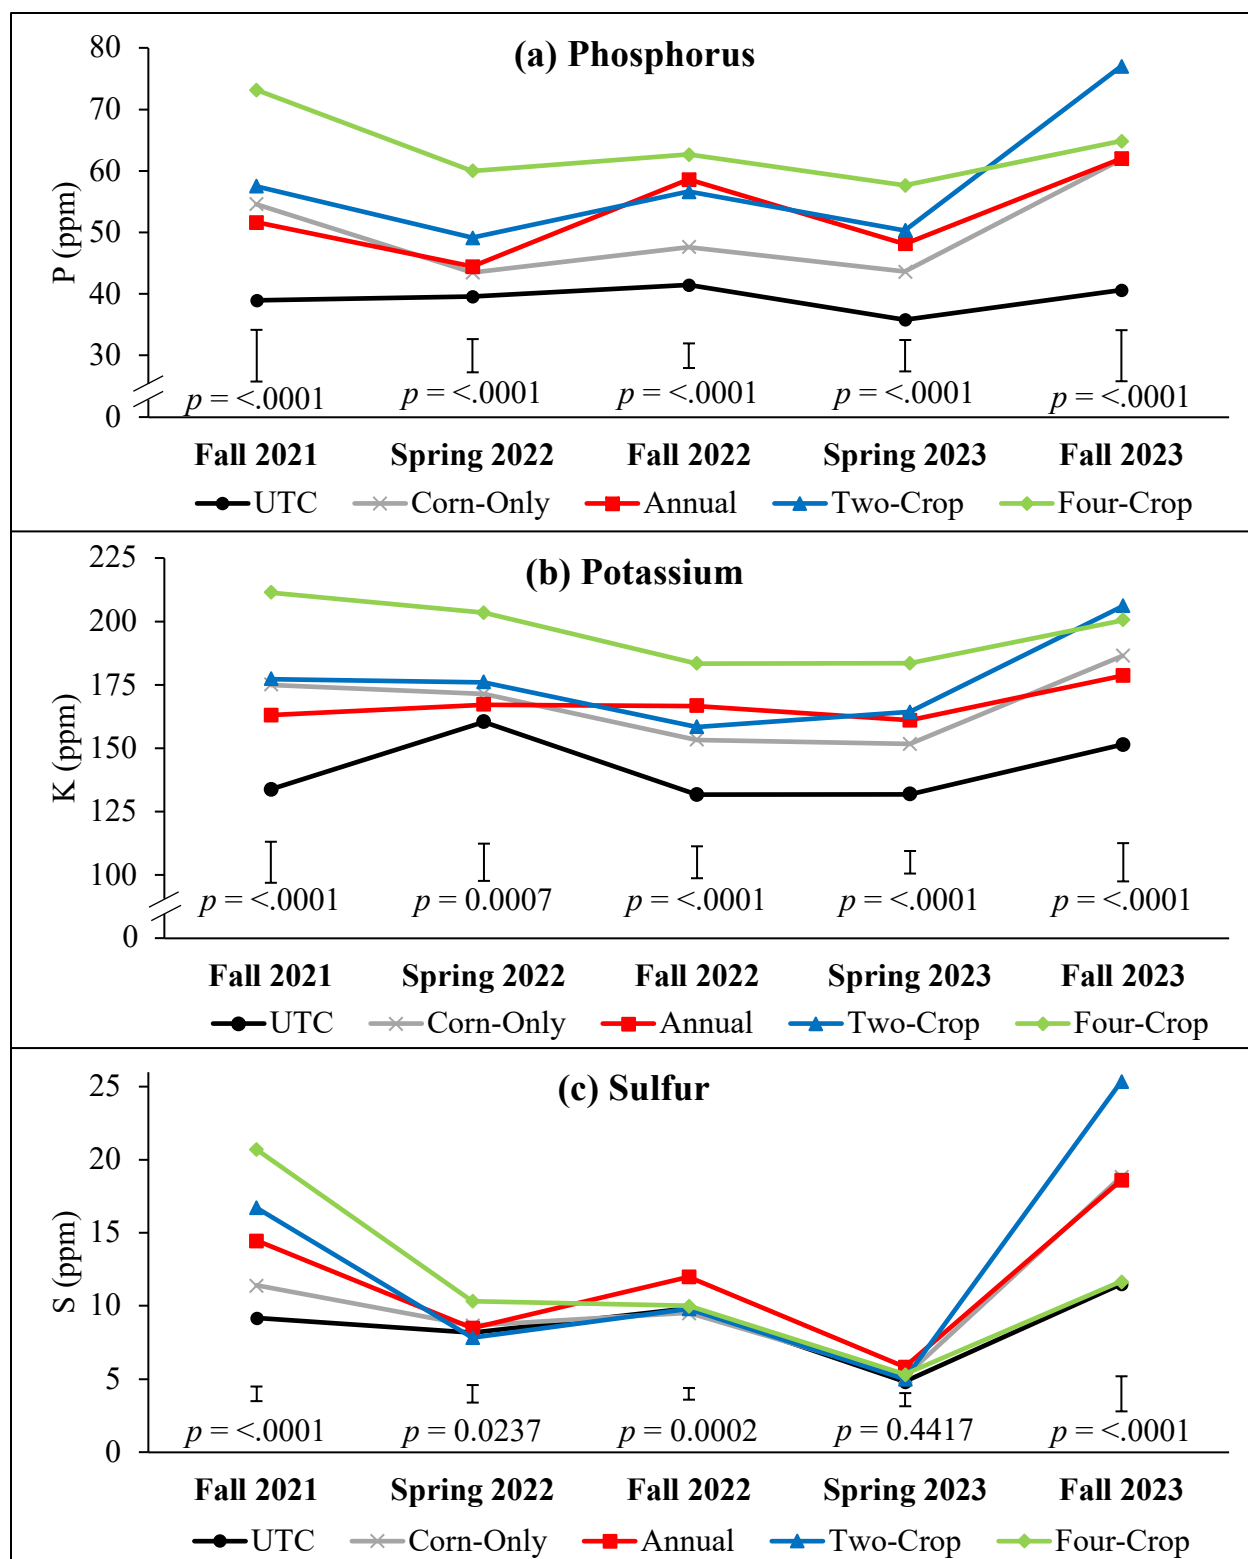 (a) Phosphorus
80
70
60
50
40
30
0
P (ppm)
p = <.0001 p = <.0001 p = <.0001 p = <.0001 p = <.0001
Fall 2021 Spring 2022 Fall 2022 Spring 2023 Fall 2023
UTC Corn-Only Annual Two-Crop Four-Crop
(b) Potassium
225
200
175
150
125
100
0
K (ppm)
p = <.0001 p = 0.0007 p = <.0001 p = <.0001 p = <.0001
Fall 2021 Spring 2022 Fall 2022 Spring 2023 Fall 2023
UTC Corn-Only Annual Two-Crop Four-Crop
(c) Sulfur
25
20
15
10
5
0
S (ppm)
p = <.0001 p = 0.0237 p = 0.0002 p = 0.4417 p = <.0001
Fall 2021 Spring 2022 Fall 2022 Spring 2023 Fall 2023
UTC Corn-Only Annual Two-Crop Four-Crop